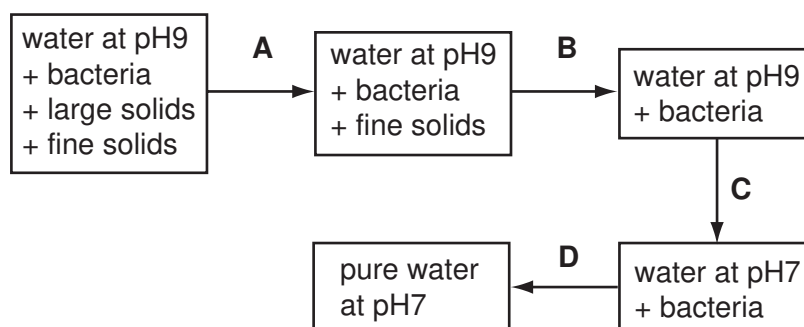 water at pH9
+ bacteria
+ large solids
+ fine solids
A
water at pH9
+ bacteria
+ fine solids
B
water at pH9
+ bacteria
C
water at pH7
+ bacteria
D
pure water
at pH7